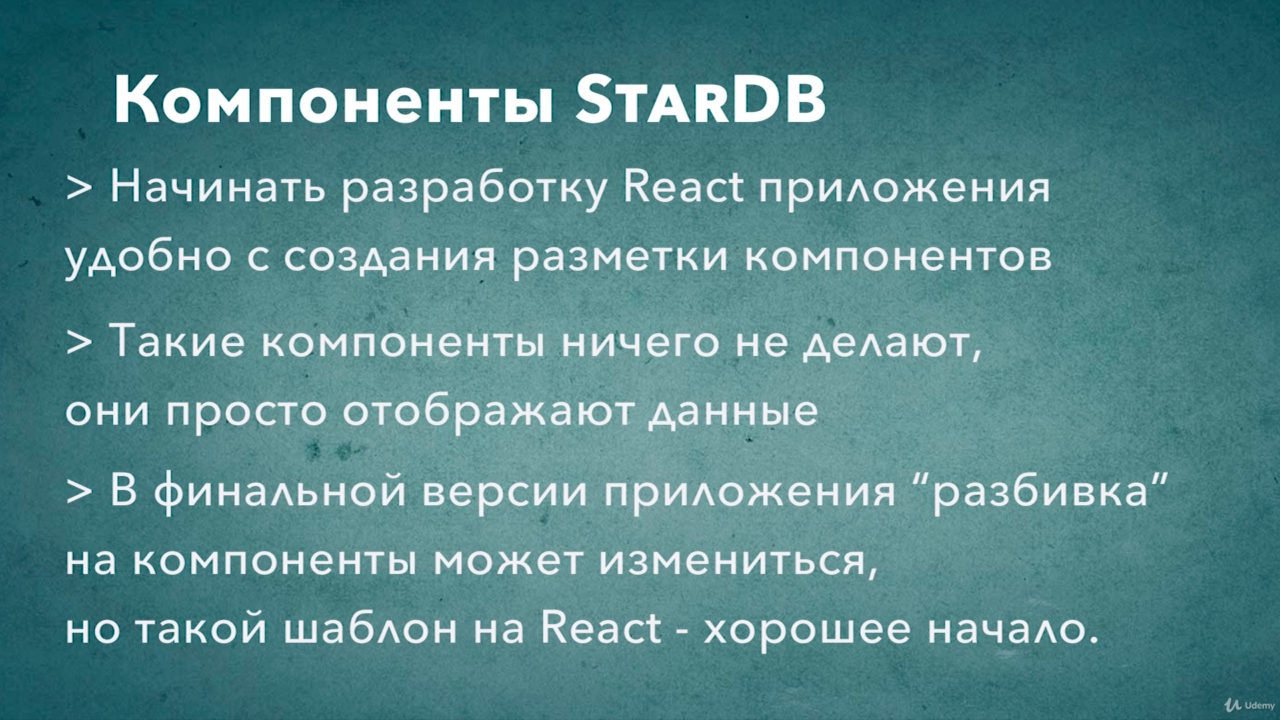 Компоненты StarDB
> Начинать разработку React приложения
удобно с создания разметки компонентов
> Такие компоненты ничего не делают,
они просто отображают данные
> В финальной версии приложения “разбивка”
на компоненты может измениться,
но такой шаблон на React - хорошее начало.
Udemy